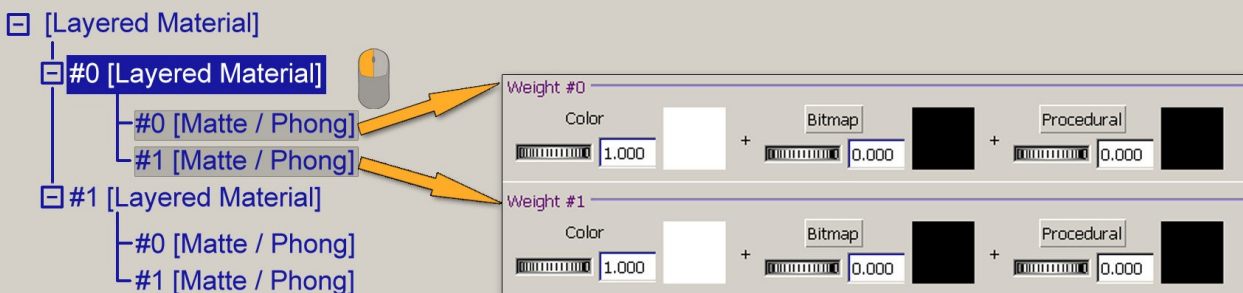 [Layered Material]
#0 [Layered Material]
#0 [Matte / Phong]
#1 [Matte / Phong]
#1 [Layered Material]
#0 [Matte / Phong]
#1 [Matte / Phong]
Weight #0
Color + Bitmap + Procedural
1.000 0.000 0.000
Weight #1
Color + Bitmap + Procedural
1.000 0.000 0.000